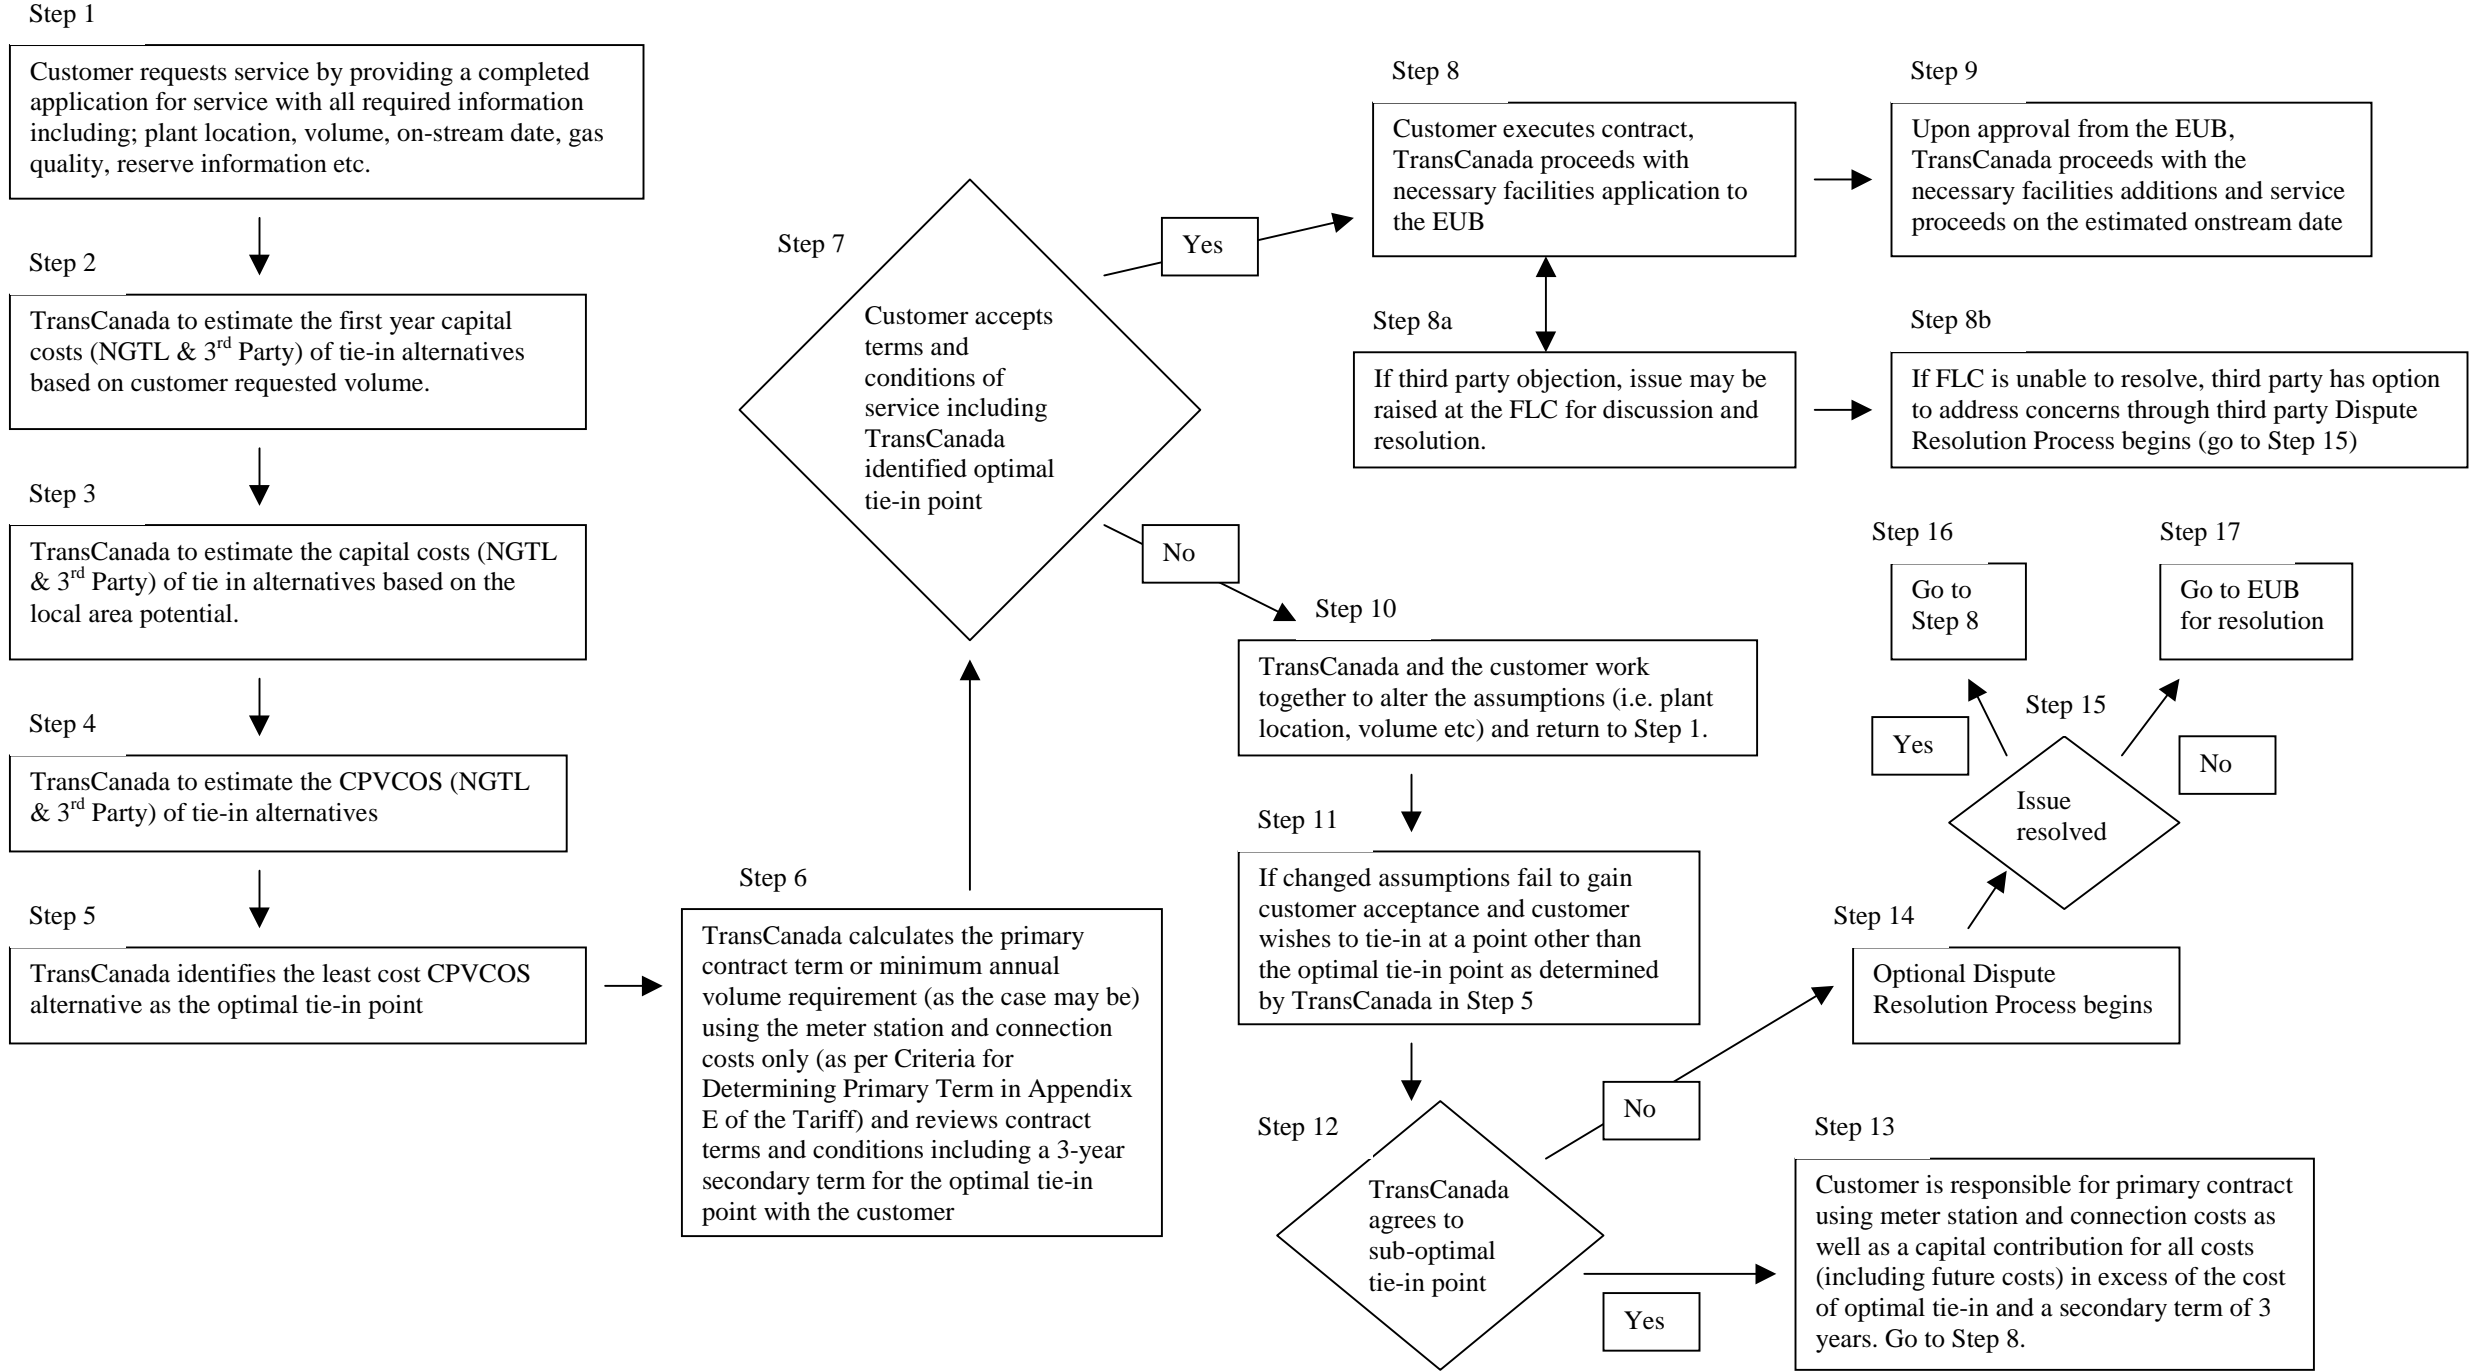 Step 1
Customer requests service by providing a completed
application for service with all required information
including; plant location, volume, on-stream date, gas
quality, reserve information etc.
Step 2
TransCanada to estimate the first year capital
costs (NGTL & 3rd Party) of tie-in alternatives
based on customer requested volume.
Step 3
TransCanada to estimate the capital costs (NGTL
& 3rd Party) of tie in alternatives based on the
local area potential.
Step 4
TransCanada to estimate the CPVCOS (NGTL
& 3rd Party) of tie-in alternatives
Step 5
TransCanada identifies the least cost CPVCOS
alternative as the optimal tie-in point
Step 6
TransCanada calculates the primary
contract term or minimum annual
volume requirement (as the case may be)
using the meter station and connection
costs only (as per Criteria for
Determining Primary Term in Appendix
E of the Tariff) and reviews contract
terms and conditions including a 3-year
secondary term for the optimal tie-in
point with the customer
Step 7
Customer accepts
terms and
conditions of
service including
TransCanada
identified optimal
tie-in point
Yes
Step 8
Customer executes contract,
TransCanada proceeds with
necessary facilities application to
the EUB
Step 9
Upon approval from the EUB,
TransCanada proceeds with the
necessary facilities additions and service
proceeds on the estimated onstream date
Step 8a
If third party objection, issue may be
raised at the FLC for discussion and
resolution.
Step 8b
If FLC is unable to resolve, third party has option
to address concerns through third party Dispute
Resolution Process begins (go to Step 15)
No
Step 10
TransCanada and the customer work
together to alter the assumptions (i.e. plant
location, volume etc) and return to Step 1.
Step 11
If changed assumptions fail to gain
customer acceptance and customer
wishes to tie-in at a point other than
the optimal tie-in point as determined
by TransCanada in Step 5
Step 12
TransCanada
agrees to
sub-optimal
tie-in point
Yes
Step 13
Customer is responsible for primary contract
using meter station and connection costs as
well as a capital contribution for all costs
(including future costs) in excess of the cost
of optimal tie-in and a secondary term of 3
years. Go to Step 8.
No
Step 14
Optional Dispute
Resolution Process begins
Step 15
Issue
resolved
Yes
Step 16
Go to
Step 8
No
Step 17
Go to EUB
for resolution